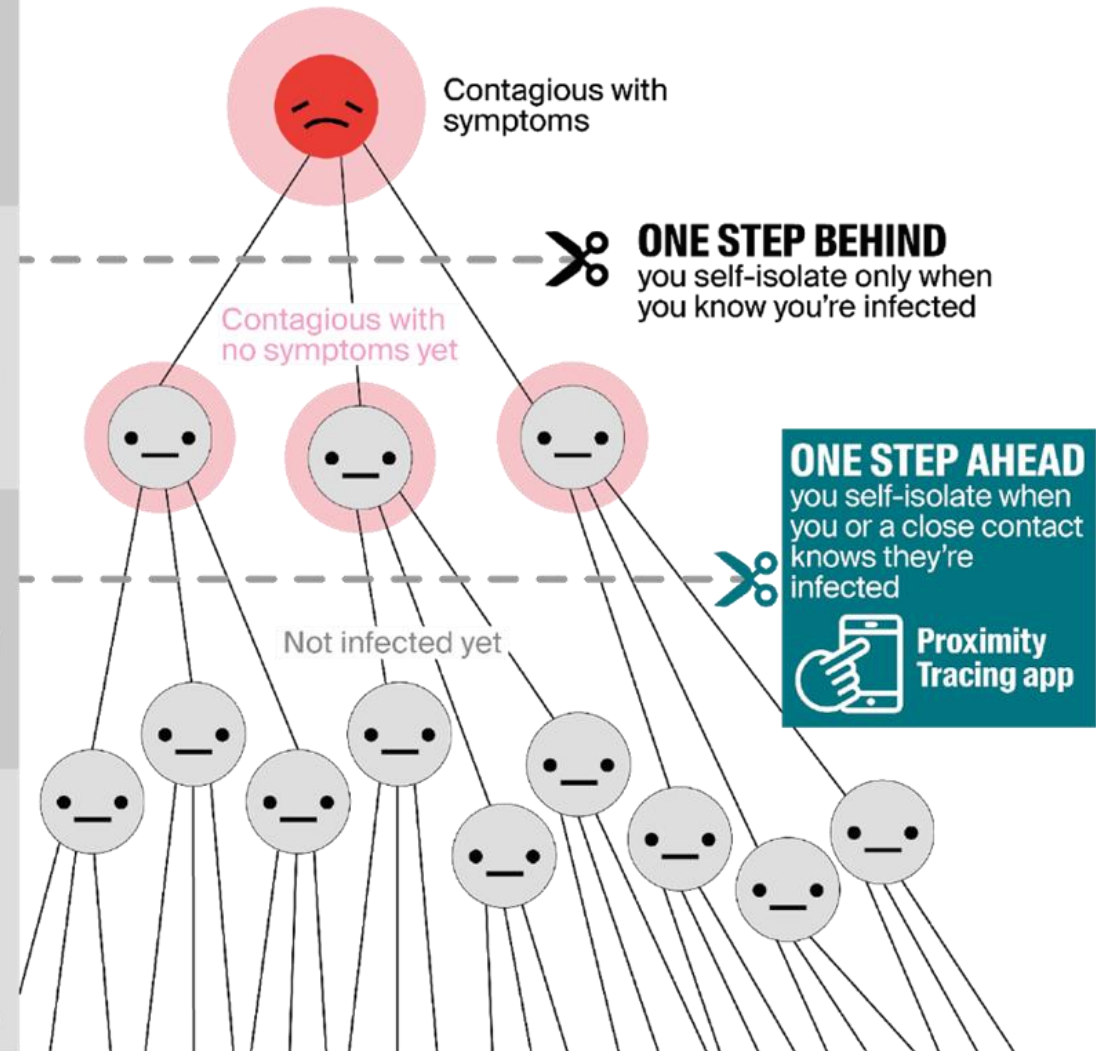 Contagious with
symptoms
ONE STEP BEHIND
you self-isolate only when
you know you're infected
Contagious with
no symptoms yet
ONE STEP AHEAD
you self-isolate when
you or a close contact
knows they're
infected
Proximity
Tracing app
Not infected yet